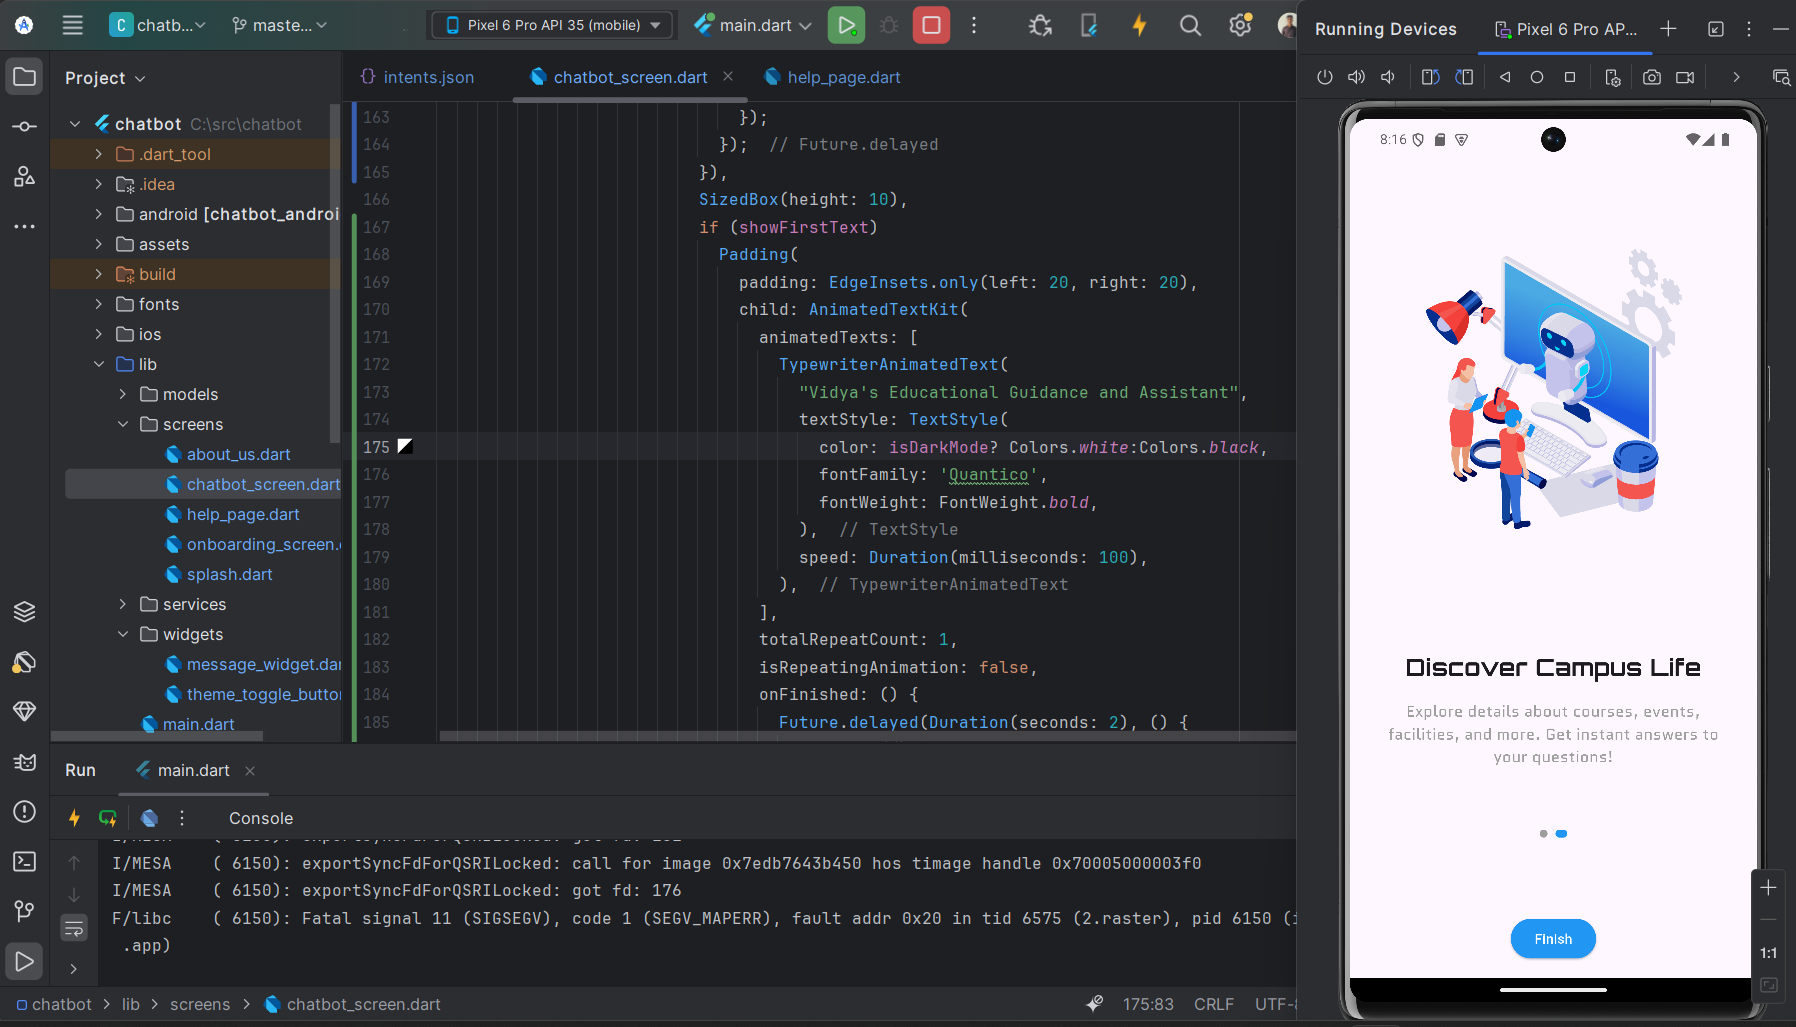 C chatb...
maste...
Pixel 6 Pro API 35 (mobile)
main.dart
Running Devices
Pixel 6 Pro AP...
Project
intents.json
chatbot_screen.dart
help_page.dart
chatbot C:\src\chatbot
.dart_tool
.idea
android [chatbot_androi
assets
build
fonts
ios
lib
models
screens
about_us.dart
chatbot_screen.dart
help_page.dart
onboarding_screen.
splash.dart
services
widgets
message_widget.dar
theme_toggle_butto
main.dart
163 });
164 }); // Future.delayed
165 }),
166 SizedBox(height: 10),
167 if (showFirstText)
168 Padding(
169 padding: EdgeInsets.only(left: 20, right: 20),
170 child: AnimatedTextKit(
171 animatedTexts: [
172 TypewriterAnimatedText(
173 "Vidya's Educational Guidance and Assistant",
174 textStyle: TextStyle(
175 color: isDarkMode? Colors.white:Colors.black,
176 fontFamily: 'Quantico',
177 fontWeight: FontWeight.bold,
178 ), // TextStyle
179 speed: Duration(milliseconds: 100),
180 ), // TypewriterAnimatedText
181 ],
182 totalRepeatCount: 1,
183 isRepeatingAnimation: false,
184 onFinished: () {
185 Future.delayed(Duration(seconds: 2), () {
Run
main.dart
Console
I/MESA ( 6150): exportSyncFdForQSRILocked: call for image 0x7edb7643b450 hos timage handle 0x70005000003f0
I/MESA ( 6150): exportSyncFdForQSRILocked: got fd: 176
F/libc ( 6150): Fatal signal 11 (SIGSEGV), code 1 (SEGV_MAPERR), fault addr 0x20 in tid 6575 (2.raster), pid 6150 (
.app)
chatbot > lib > screens > chatbot_screen.dart
175:83 CRLF UTF-8
8:16
Discover Campus Life
Explore details about courses, events,
facilities, and more. Get instant answers to
your questions!
Finish
1:1